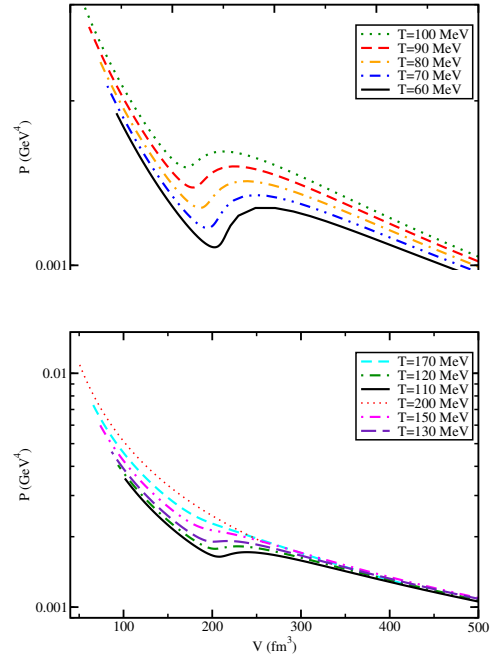 T=100 MeV
T=90 MeV
T=80 MeV
T=70 MeV
T=60 MeV
P (GeV⁴)
0.001
T=170 MeV
T=120 MeV
T=110 MeV
T=200 MeV
T=150 MeV
T=130 MeV
0.01
P (GeV⁴)
0.001
100 200 300 400 500
V (fm³)